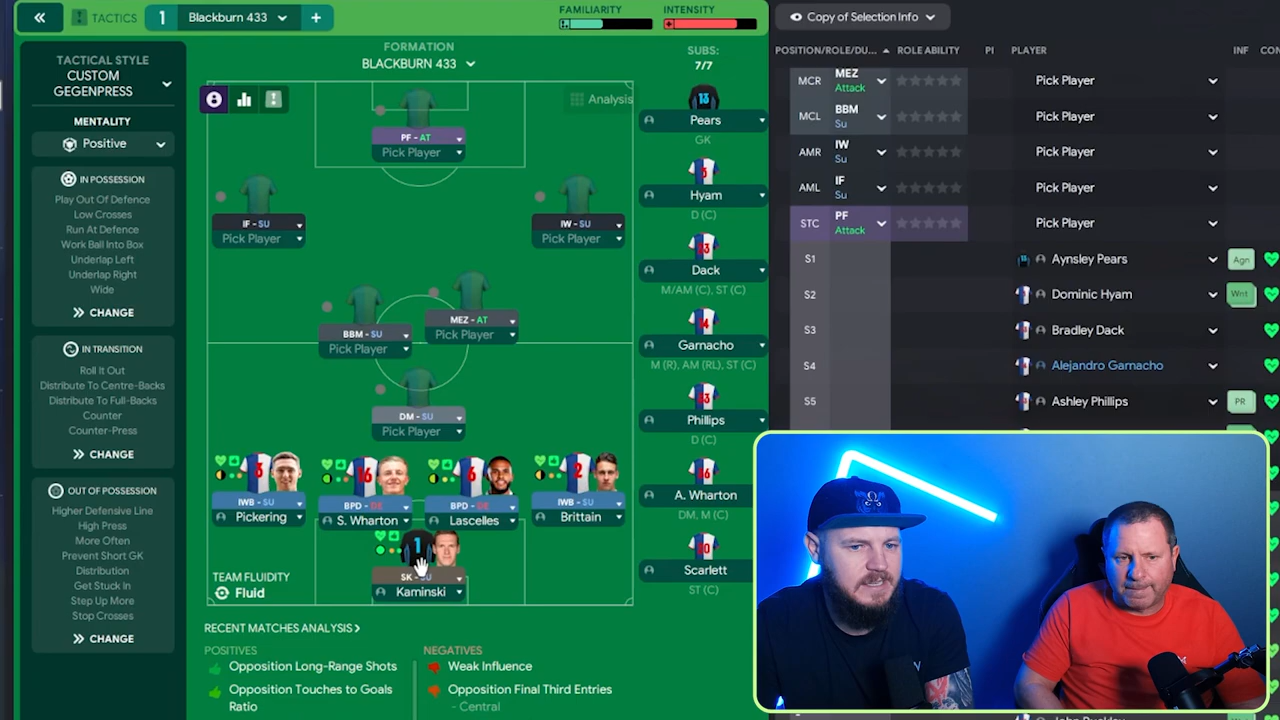 TACTICS
1
Blackburn 433
+
FAMILIARITY
INTENSITY
Copy of Selection Info
TACTICAL STYLE
CUSTOM
GEGENPRESS
MENTALITY
Positive
IN POSSESSION
Play Out Of Defence
Low Crosses
Run At Defence
Work Ball Into Box
Underlap Left
Underlap Right
Wide
CHANGE
IN TRANSITION
Roll It Out
Distribute To Centre-Backs
Distribute To Full-Backs
Counter
Counter-Press
CHANGE
OUT OF POSSESSION
Higher Defensive Line
High Press
More Often
Prevent Short GK
Distribution
Get Stuck In
Step Up More
Stop Crosses
CHANGE
FORMATION
BLACKBURN 433
Analysis
PF - AT
Pick Player
IF - SU
Pick Player
IW - SU
Pick Player
BBM - SU
Pick Player
MEZ - AT
Pick Player
DM - SU
Pick Player
3
IWB - SU
Pickering
16
BPD - DE
S. Wharton
6
BPD - DE
Lascelles
2
IWB - SU
Brittain
1
SK - SU
Kaminski
TEAM FLUIDITY
Fluid
RECENT MATCHES ANALYSIS >
POSITIVES
Opposition Long-Range Shots
Opposition Touches to Goals
Ratio
NEGATIVES
Weak Influence
Opposition Final Third Entries
- Central
SUBS:
7/7
13
Pears
GK
Hyam
D (C)
Dack
M/AM (C), ST (C)
Garnacho
M (R), AM (RL), ST (C)
Phillips
D (C)
A. Wharton
DM, M (C)
Scarlett
ST (C)
POSITION/ROLE/DU...
ROLE ABILITY
PI
PLAYER
INF
CON
MCR
MEZ
Attack
Pick Player
MCL
BBM
Su
Pick Player
AMR
IW
Su
Pick Player
AML
IF
Su
Pick Player
STC
PF
Attack
Pick Player
S1
Aynsley Pears
Agn
S2
Dominic Hyam
Wnt
S3
Bradley Dack
S4
Alejandro Garnacho
S5
Ashley Phillips
PR